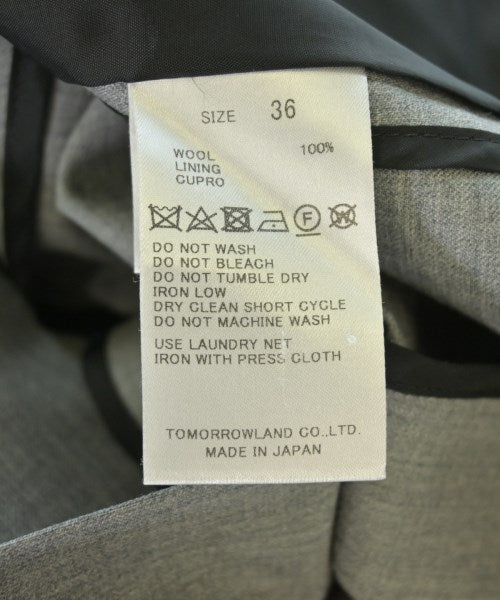 SIZE 36
WOOL 100%
LINING
CUPRO
F W
DO NOT WASH
DO NOT BLEACH
DO NOT TUMBLE DRY
IRON LOW
DRY CLEAN SHORT CYCLE
DO NOT MACHINE WASH
USE LAUNDRY NET
IRON WITH PRESS CLOTH
TOMORROWLAND CO.,LTD.
MADE IN JAPAN